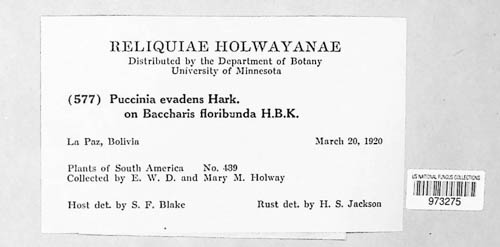 RELIQUIAE HOLWAYANAE
Distributed by the Department of Botany
University of Minnesota
(577) Puccinia evadens Hark.
on Baccharis floribunda H.B.K.
La Paz, Bolivia March 20, 1920
Plants of South America No. 439
Collected by E. W. D. and Mary M. Holway
Host det. by S. F. Blake Rust det. by H. S. Jackson
US NATIONAL FUNGUS COLLECTIONS
973275